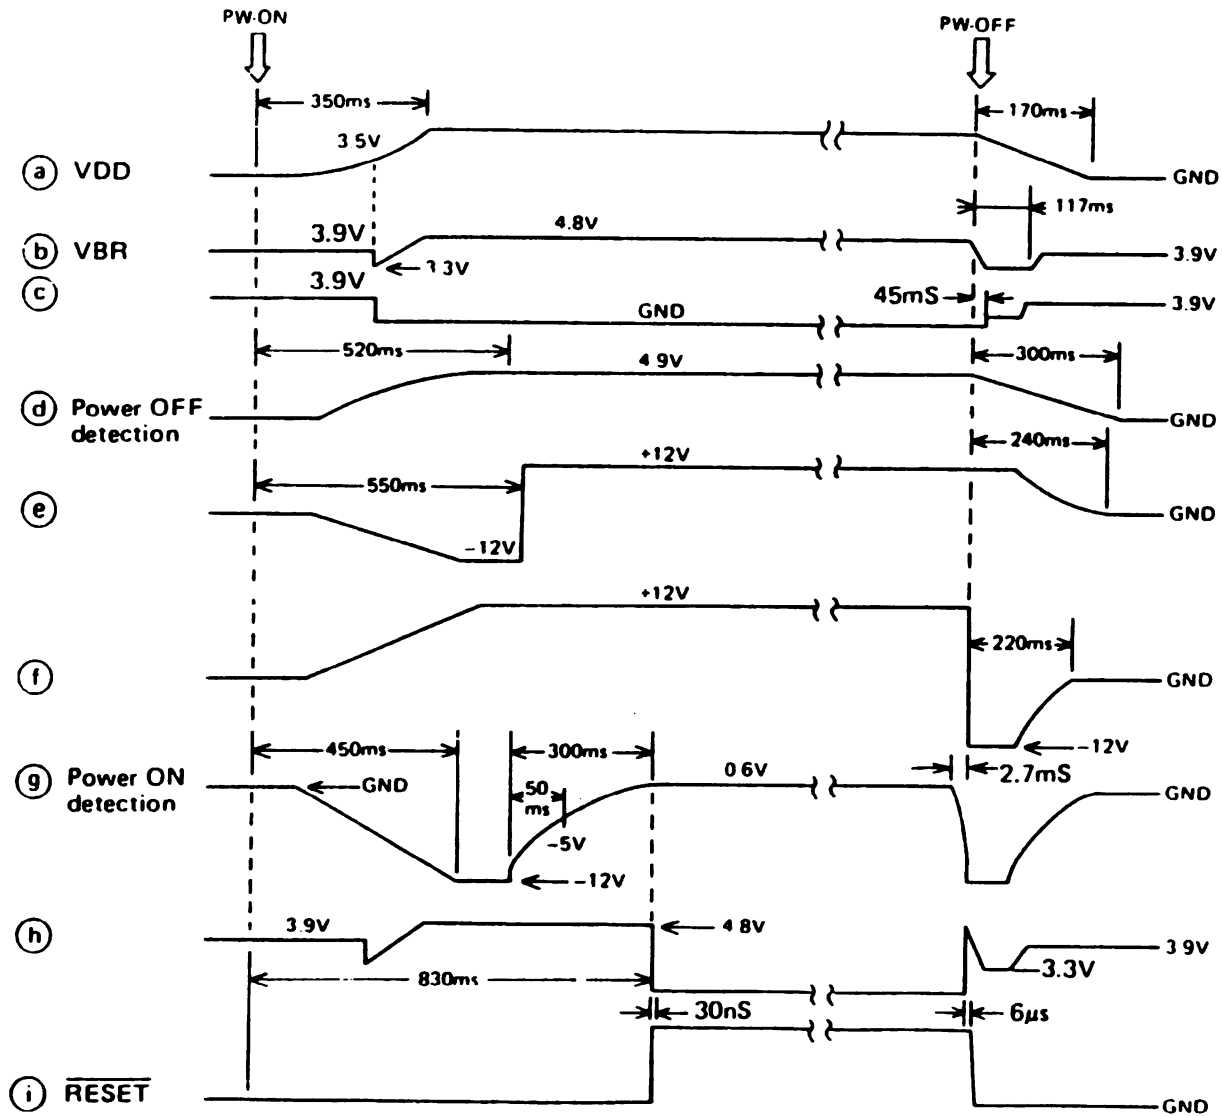 PW-ON
PW-OFF
350ms
170ms
3.5V
ⓐ VDD
GND
117ms
3.9V
4.8V
ⓑ VBR
3.3V
3.9V
ⓒ
3.9V
45mS
3.9V
GND
520ms
300ms
4.9V
ⓓ Power OFF
detection
GND
240ms
+12V
550ms
ⓔ
GND
-12V
+12V
220ms
ⓕ
GND
-12V
450ms
300ms
ⓖ Power ON
detection
GND
0.6V
2.7mS
50
ms
GND
-5V
-12V
ⓗ
3.9V
4.8V
3.9V
3.3V
830ms
30nS
6μs
ⓘ RESET
GND